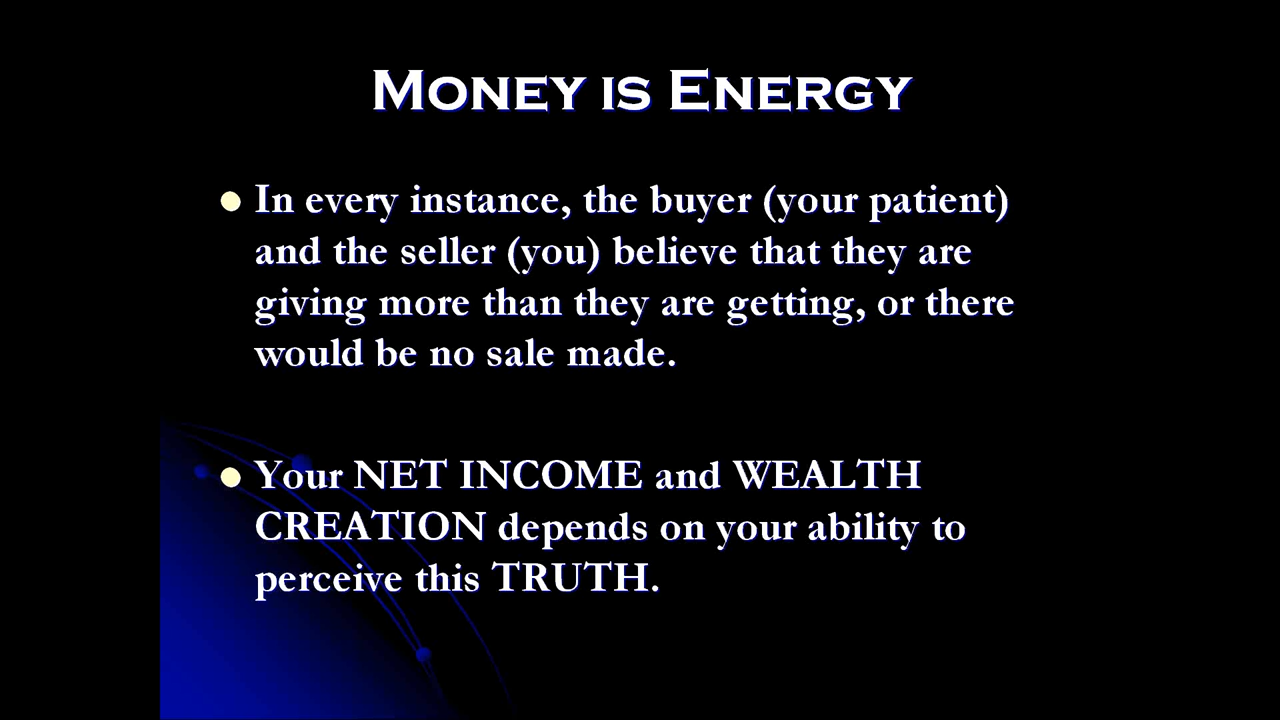 Money is Energy
In every instance, the buyer (your patient)
and the seller (you) believe that they are
giving more than they are getting, or there
would be no sale made.
Your NET INCOME and WEALTH
CREATION depends on your ability to
perceive this TRUTH.